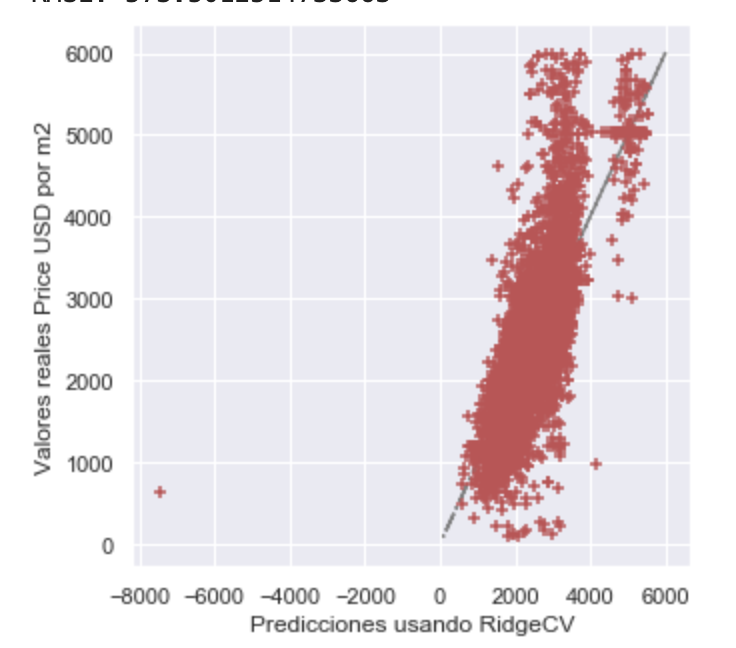 6000
5000
4000
3000
2000
1000
0
Valores reales Price USD por m2
−8000 −6000 −4000 −2000 0 2000 4000 6000
Predicciones usando RidgeCV